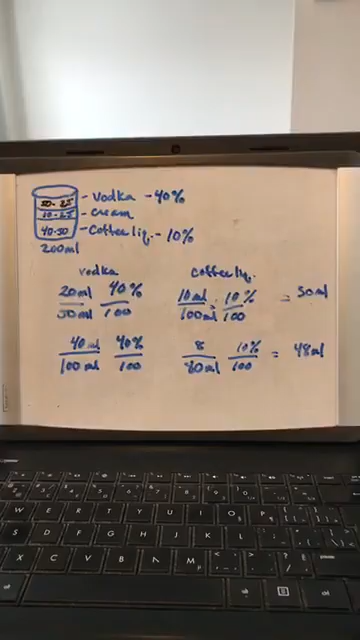 50-25 - Vodka - 40%
10-25 - cream
40-50 - Coffee liq. - 10%
200ml
vodka coffee liq.
20ml 40% 10ml . 10% = 50ml
50ml 100 100ml 100
40ml 40% 8 10% = 48ml
100ml 100 80ml 100
W E R T Y U I O P
S D F G H J K L
X C V B N M